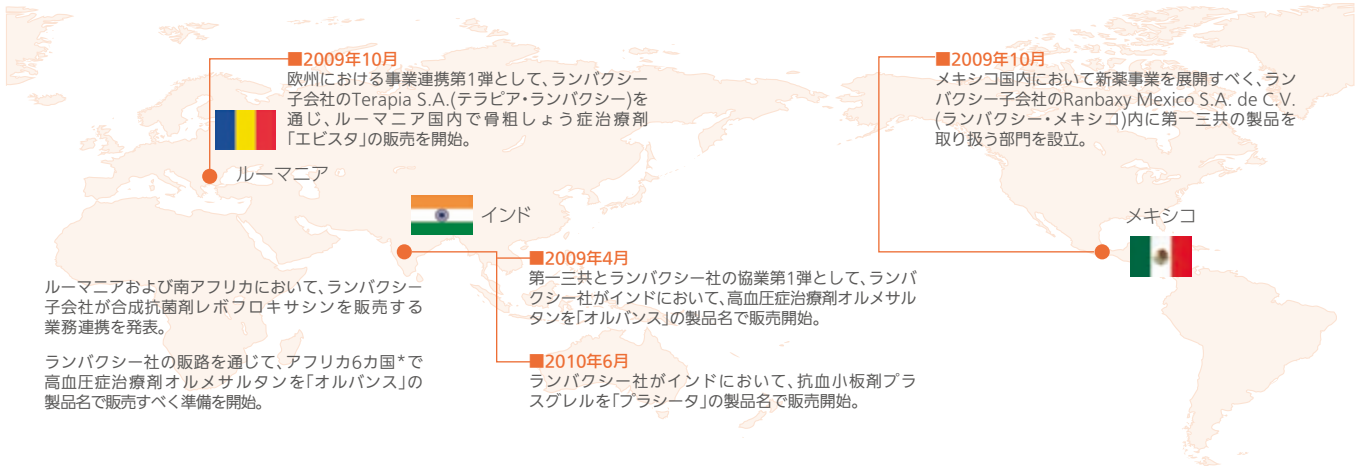 ■2009年10月
欧州における事業連携第1弾として、ランバクシー
子会社のTerapia S.A.(テラピア・ランバクシー)を
通じ、ルーマニア国内で骨粗しょう症治療剤
「エビスタ」の販売を開始。
ルーマニア
■2009年10月
メキシコ国内において新薬事業を展開すべく、ラン
バクシー子会社のRanbaxy Mexico S.A. de C.V.
(ランバクシー・メキシコ)内に第一三共の製品を
取り扱う部門を設立。
メキシコ
インド
■2009年4月
第一三共とランバクシー社の協業第1弾として、ランバ
クシー社がインドにおいて、高血圧症治療剤オルメサル
タンを「オルバンス」の製品名で販売開始。
■2010年6月
ランバクシー社がインドにおいて、抗血小板剤プラ
スグレルを「プラシータ」の製品名で販売開始。
ルーマニアおよび南アフリカにおいて、ランバクシー
子会社が合成抗菌剤レボフロキサシンを販売する
業務連携を発表。
ランバクシー社の販路を通じて、アフリカ6カ国*で
高血圧症治療剤オルメサルタンを「オルバンス」の
製品名で販売すべく準備を開始。